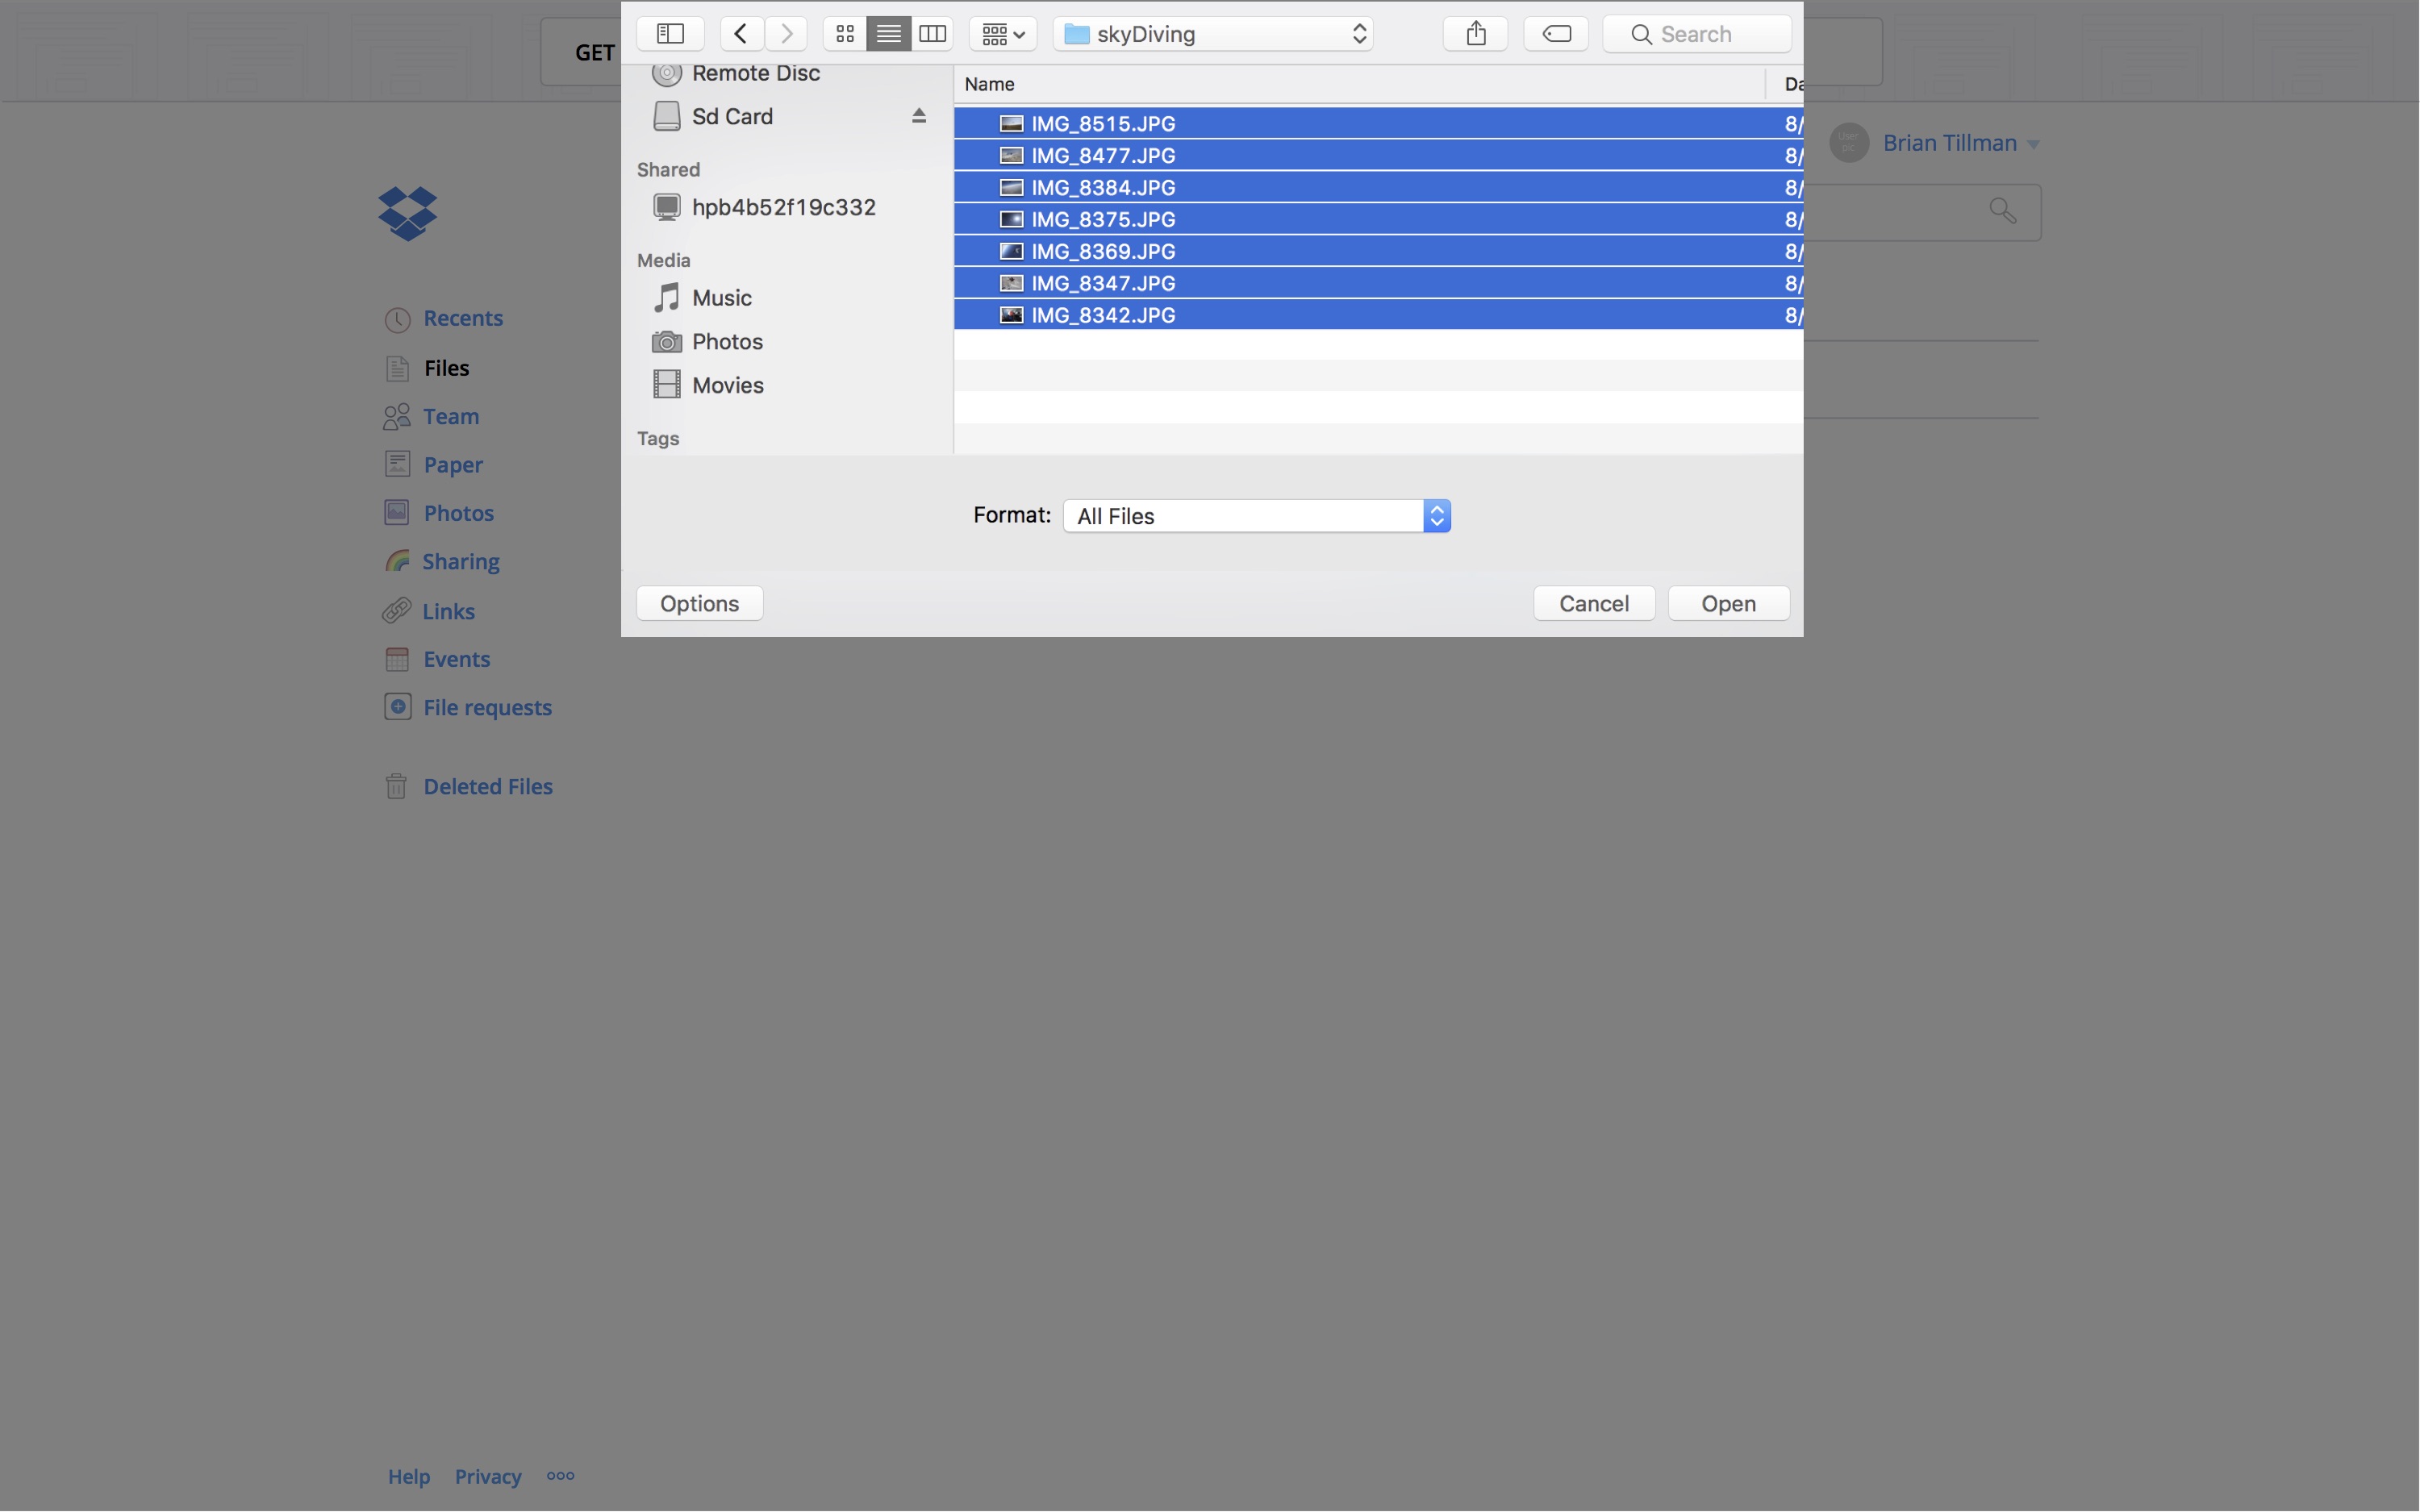 GET
skyDiving
Search
Remote Disc
Sd Card
Shared
hpb4b52f19c332
Media
Music
Photos
Movies
Tags
Name
Da
IMG_8515.JPG 8/
IMG_8477.JPG 8/
IMG_8384.JPG 8/
IMG_8375.JPG 8/
IMG_8369.JPG 8/
IMG_8347.JPG 8/
IMG_8342.JPG 8/
Format: All Files
Options
Cancel
Open
User
pic
Brian Tillman
Recents
Files
Team
Paper
Photos
Sharing
Links
Events
File requests
Deleted Files
Help Privacy